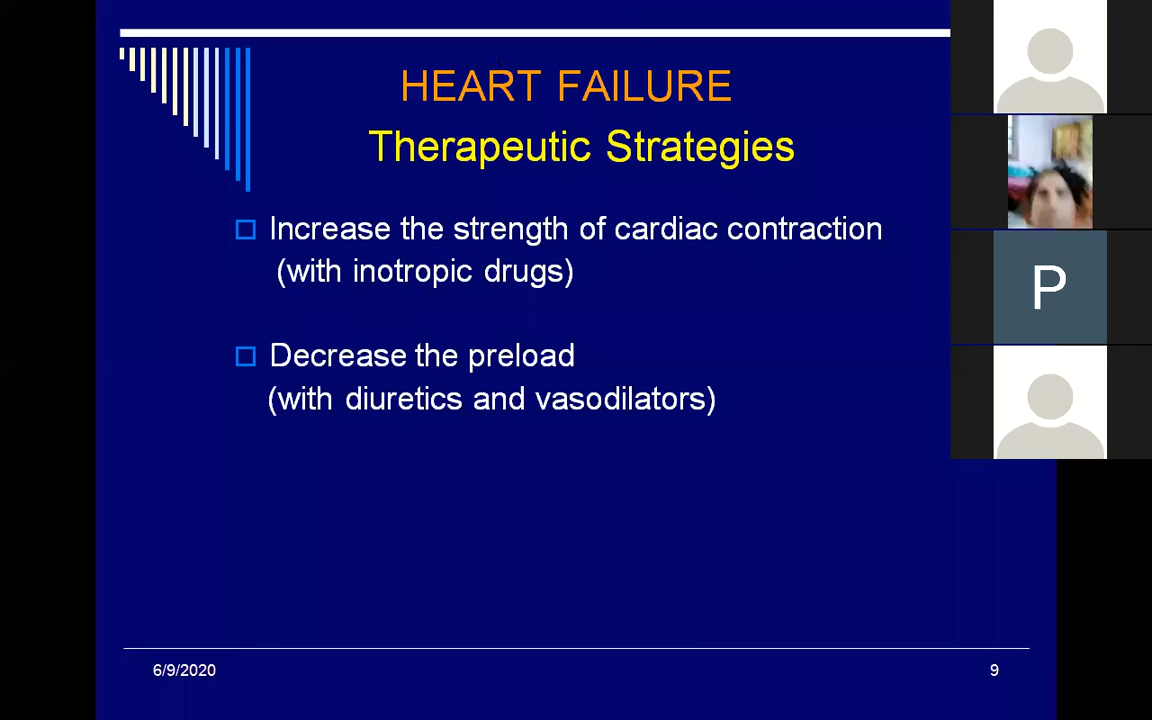 HEART FAILURE
Therapeutic Strategies
Increase the strength of cardiac contraction
(with inotropic drugs)
Decrease the preload
(with diuretics and vasodilators)
6/9/2020
9
P